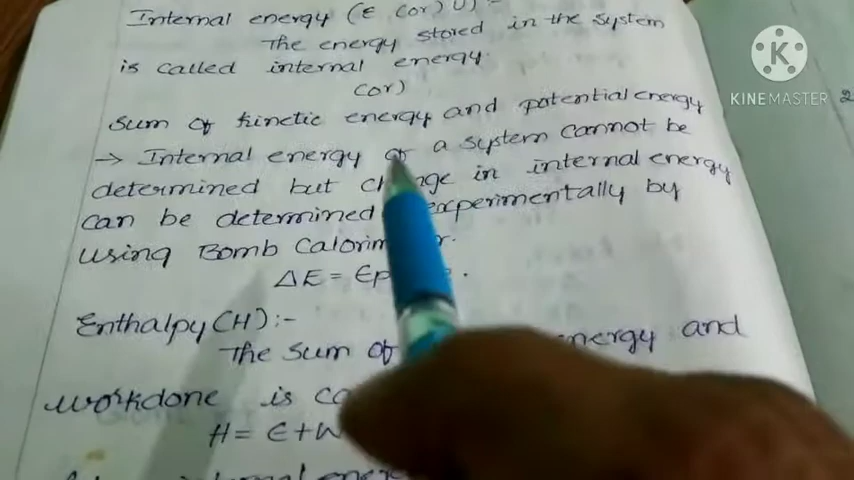 Internal energy (E (or) U) :-
The energy stored in the system
is called internal energy.
(or)
Sum of kinetic energy and potential energy
→ Internal energy of a system cannot be
determined but change in internal energy
can be determined experimentally by
using Bomb
ΔE =
Enthalpy (H) :-
The sum of energy and
workdone is
H = E+W
internal
K
KINEMASTER
2